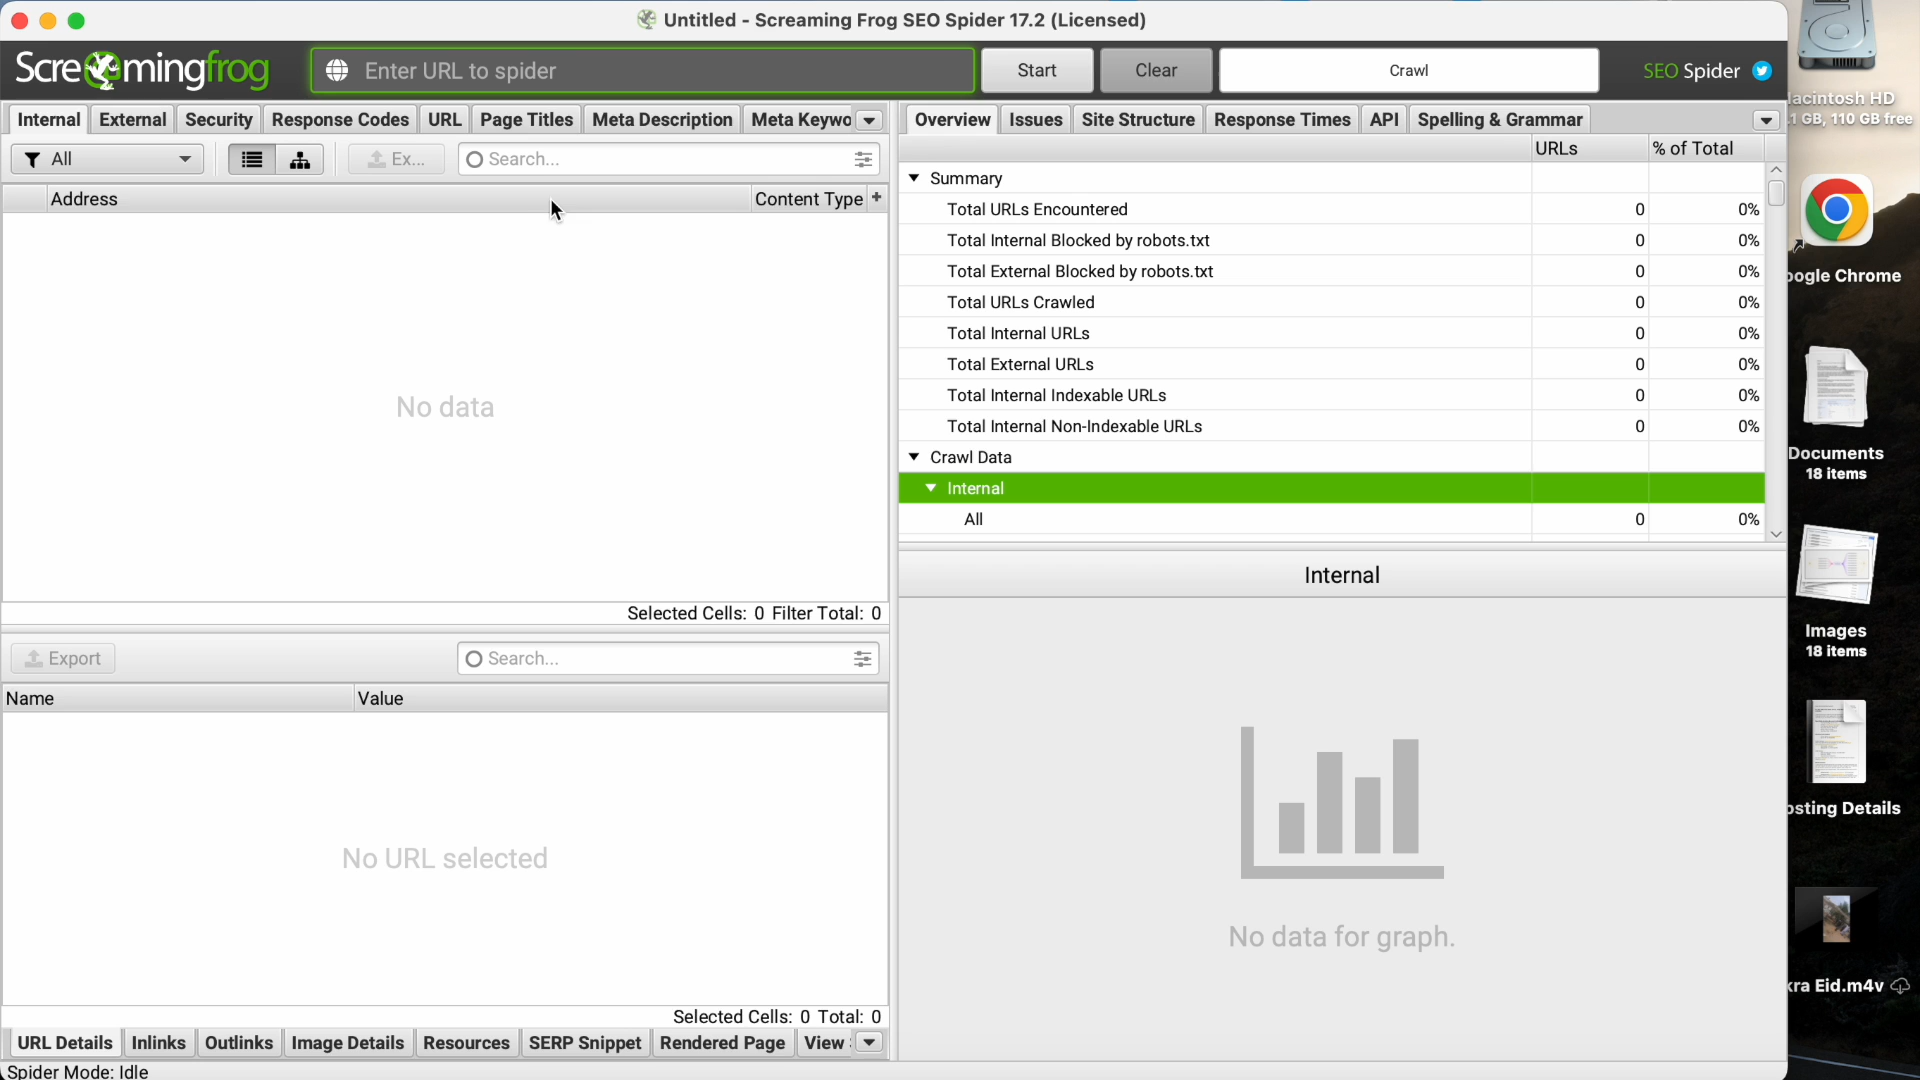 Untitled - Screaming Frog SEO Spider 17.2 (Licensed)
Screamingfrog
Enter URL to spider
Start
Clear
Crawl
SEO Spider
Internal External Security Response Codes URL Page Titles Meta Description Meta Keywo
All
Ex...
Search...
Address Content Type +
No data
Selected Cells: 0 Filter Total: 0
Export
Search...
Name Value
No URL selected
Selected Cells: 0 Total: 0
URL Details Inlinks Outlinks Image Details Resources SERP Snippet Rendered Page View
Spider Mode: Idle
Overview Issues Site Structure Response Times API Spelling & Grammar
URLs % of Total
Summary
Total URLs Encountered 0 0%
Total Internal Blocked by robots.txt 0 0%
Total External Blocked by robots.txt 0 0%
Total URLs Crawled 0 0%
Total Internal URLs 0 0%
Total External URLs 0 0%
Total Internal Indexable URLs 0 0%
Total Internal Non-Indexable URLs 0 0%
Crawl Data
Internal
All 0 0%
Internal
No data for graph.
acintosh HD
.1 GB, 110 GB free
ogle Chrome
Documents
18 items
Images
18 items
sting Details
kra Eid.m4v